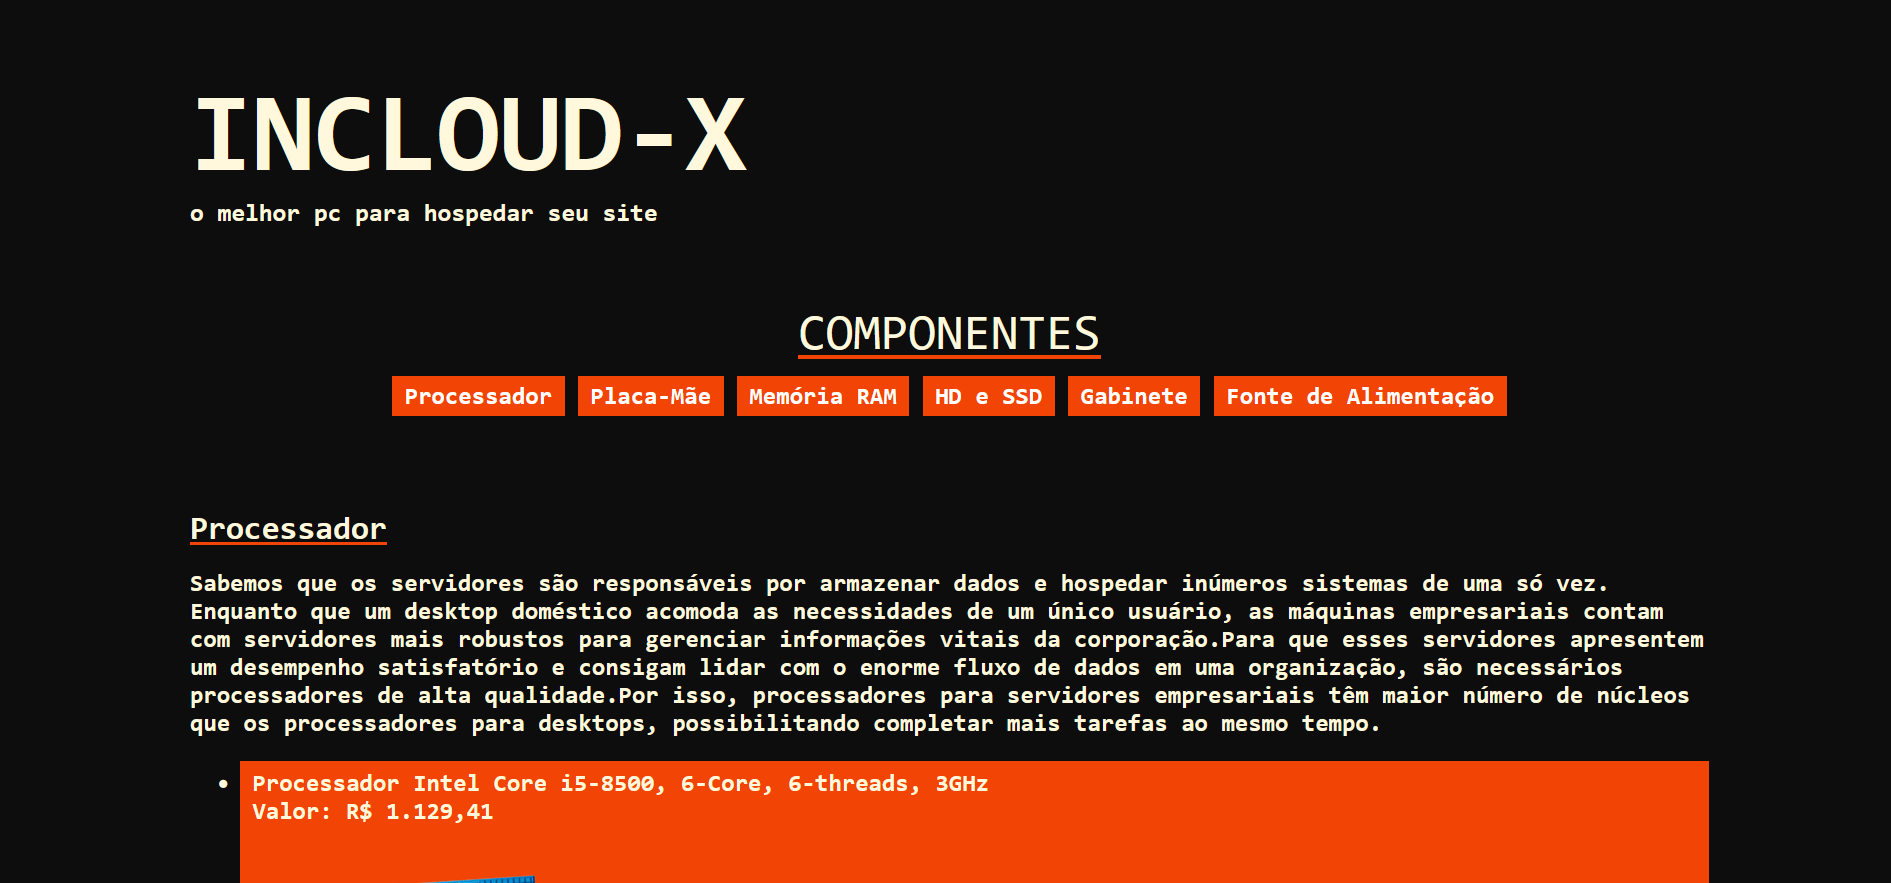 INCLOUD-X
o melhor pc para hospedar seu site
COMPONENTES
Processador Placa-Mãe Memória RAM HD e SSD Gabinete Fonte de Alimentação
Processador
Sabemos que os servidores são responsáveis por armazenar dados e hospedar inúmeros sistemas de uma só vez.
Enquanto que um desktop doméstico acomoda as necessidades de um único usuário, as máquinas empresariais contam
com servidores mais robustos para gerenciar informações vitais da corporação.Para que esses servidores apresentem
um desempenho satisfatório e consigam lidar com o enorme fluxo de dados em uma organização, são necessários
processadores de alta qualidade.Por isso, processadores para servidores empresariais têm maior número de núcleos
que os processadores para desktops, possibilitando completar mais tarefas ao mesmo tempo.
• Processador Intel Core i5-8500, 6-Core, 6-threads, 3GHz
Valor: R$ 1.129,41